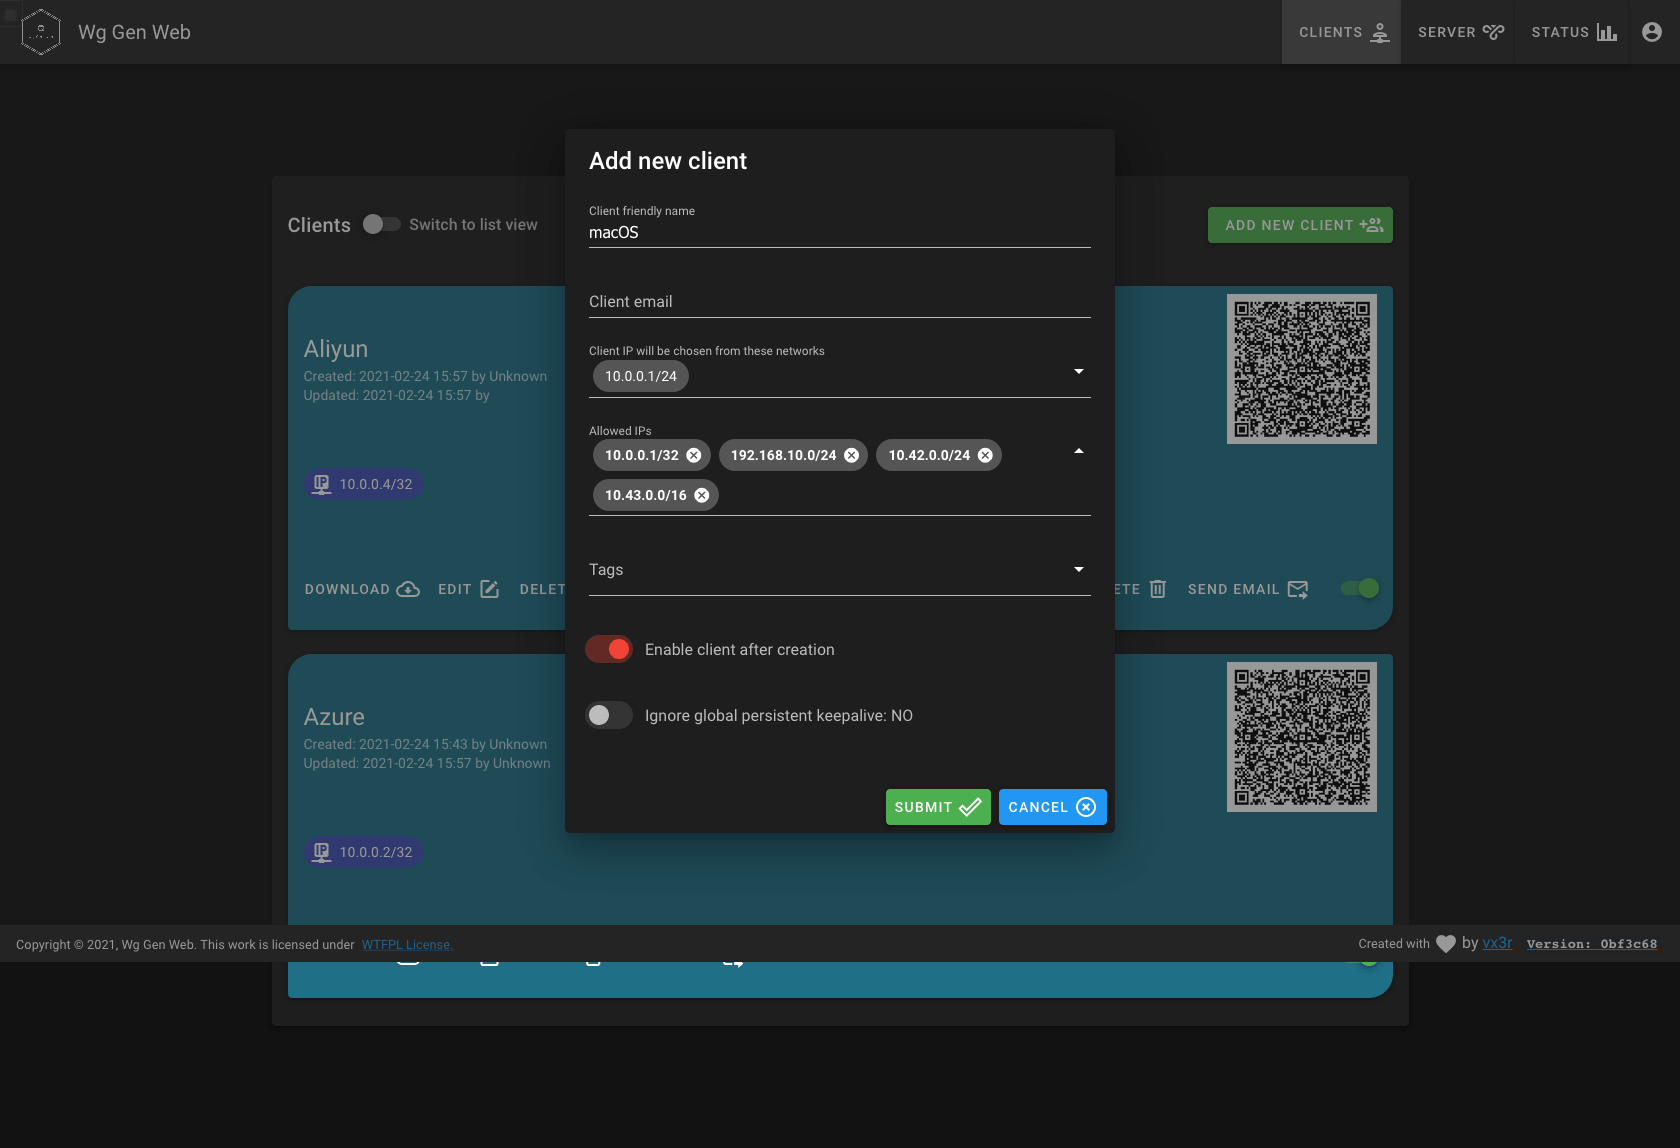 Wg Gen Web
CLIENTS
SERVER
STATUS
Add new client
Client friendly name
macOS
Clients
Switch to list view
ADD NEW CLIENT
Client email
Client IP will be chosen from these networks
10.0.0.1/24
Allowed IPs
10.0.0.1/32
192.168.10.0/24
10.42.0.0/24
10.43.0.0/16
Tags
Enable client after creation
Ignore global persistent keepalive: NO
SUBMIT
CANCEL
Aliyun
Created: 2021-02-24 15:57 by Unknown
Updated: 2021-02-24 15:57 by
IP 10.0.0.4/32
DOWNLOAD
EDIT
DELET
ETE
SEND EMAIL
Azure
Created: 2021-02-24 15:43 by Unknown
Updated: 2021-02-24 15:57 by Unknown
IP 10.0.0.2/32
Copyright © 2021, Wg Gen Web. This work is licensed under WTFPL License.
Created with by vx3r Version: 0bf3c68